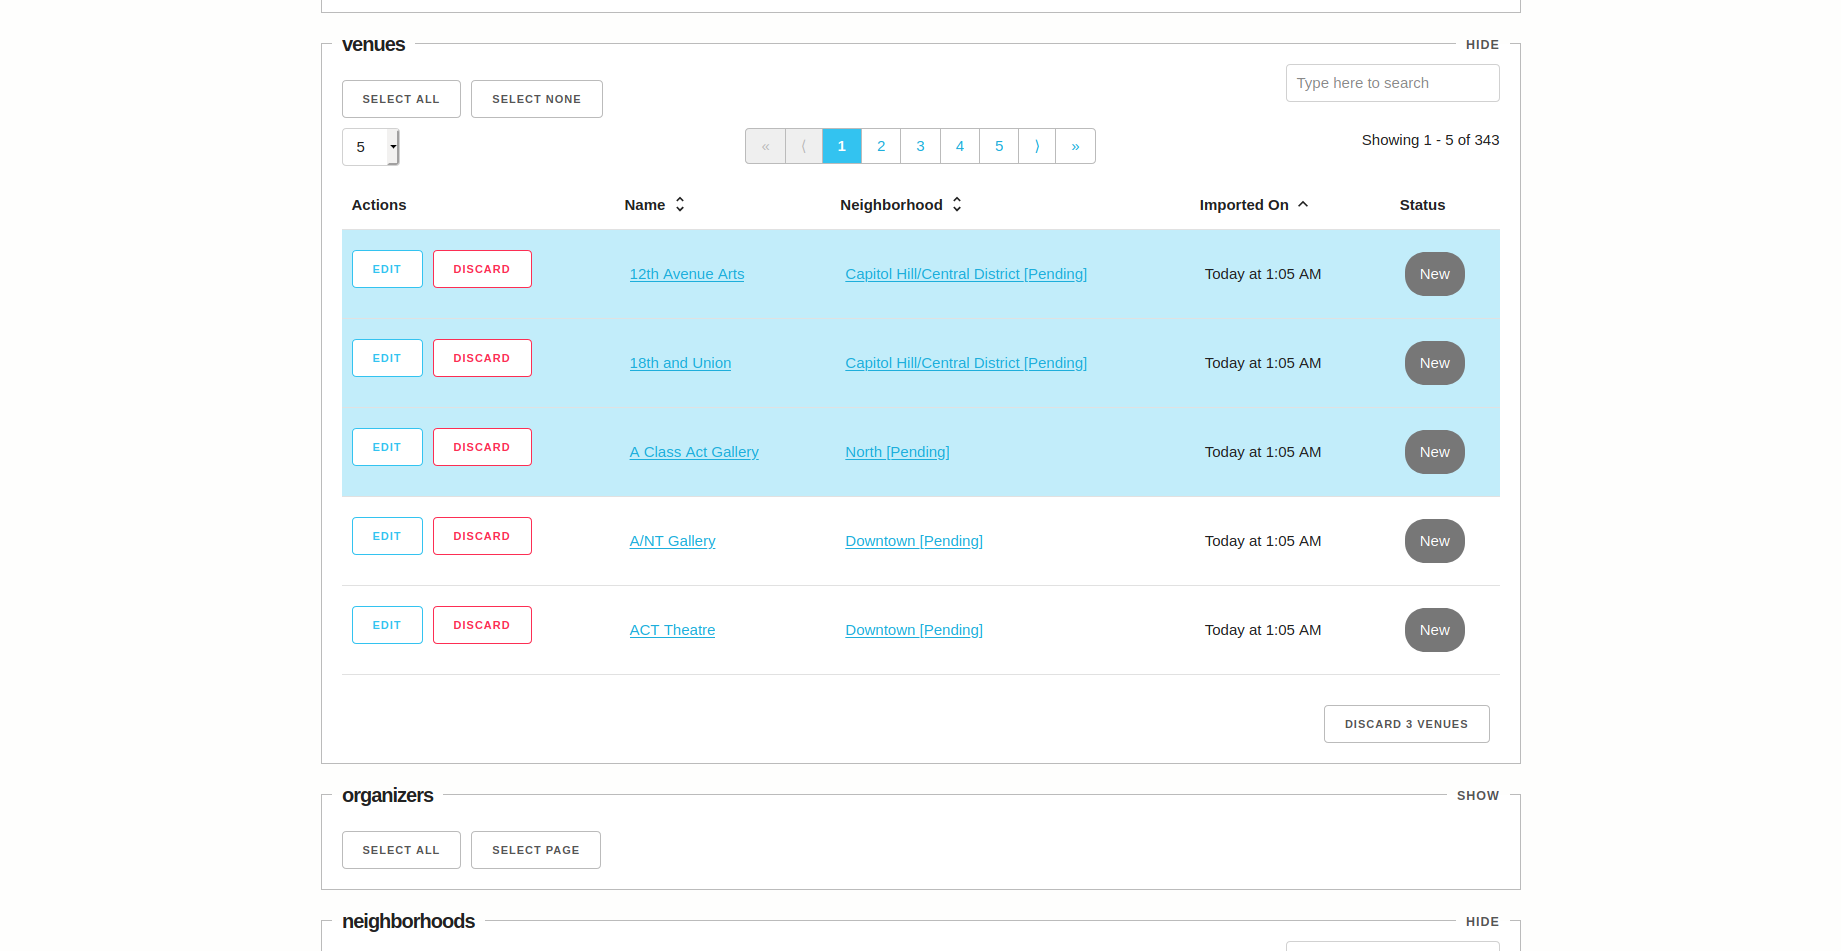 venues
HIDE
SELECT ALL
SELECT NONE
Type here to search
5
« ⟨ 1 2 3 4 5 ⟩ »
Showing 1 - 5 of 343
Actions Name Neighborhood Imported On Status
EDIT DISCARD 12th Avenue Arts Capitol Hill/Central District [Pending] Today at 1:05 AM New
EDIT DISCARD 18th and Union Capitol Hill/Central District [Pending] Today at 1:05 AM New
EDIT DISCARD A Class Act Gallery North [Pending] Today at 1:05 AM New
EDIT DISCARD A/NT Gallery Downtown [Pending] Today at 1:05 AM New
EDIT DISCARD ACT Theatre Downtown [Pending] Today at 1:05 AM New
DISCARD 3 VENUES
organizers
SHOW
SELECT ALL
SELECT PAGE
neighborhoods
HIDE